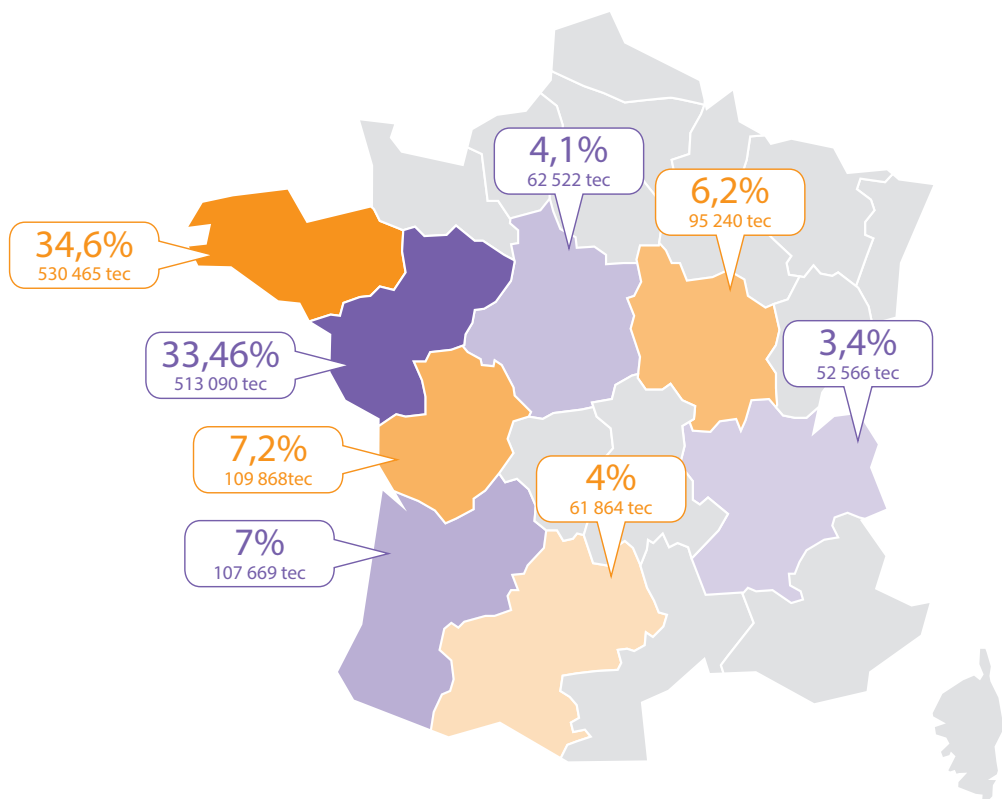 4,1%
62 522 tec
6,2%
95 240 tec
34,6%
530 465 tec
33,46%
513 090 tec
3,4%
52 566 tec
7,2%
109 868tec
4%
61 864 tec
7%
107 669 tec